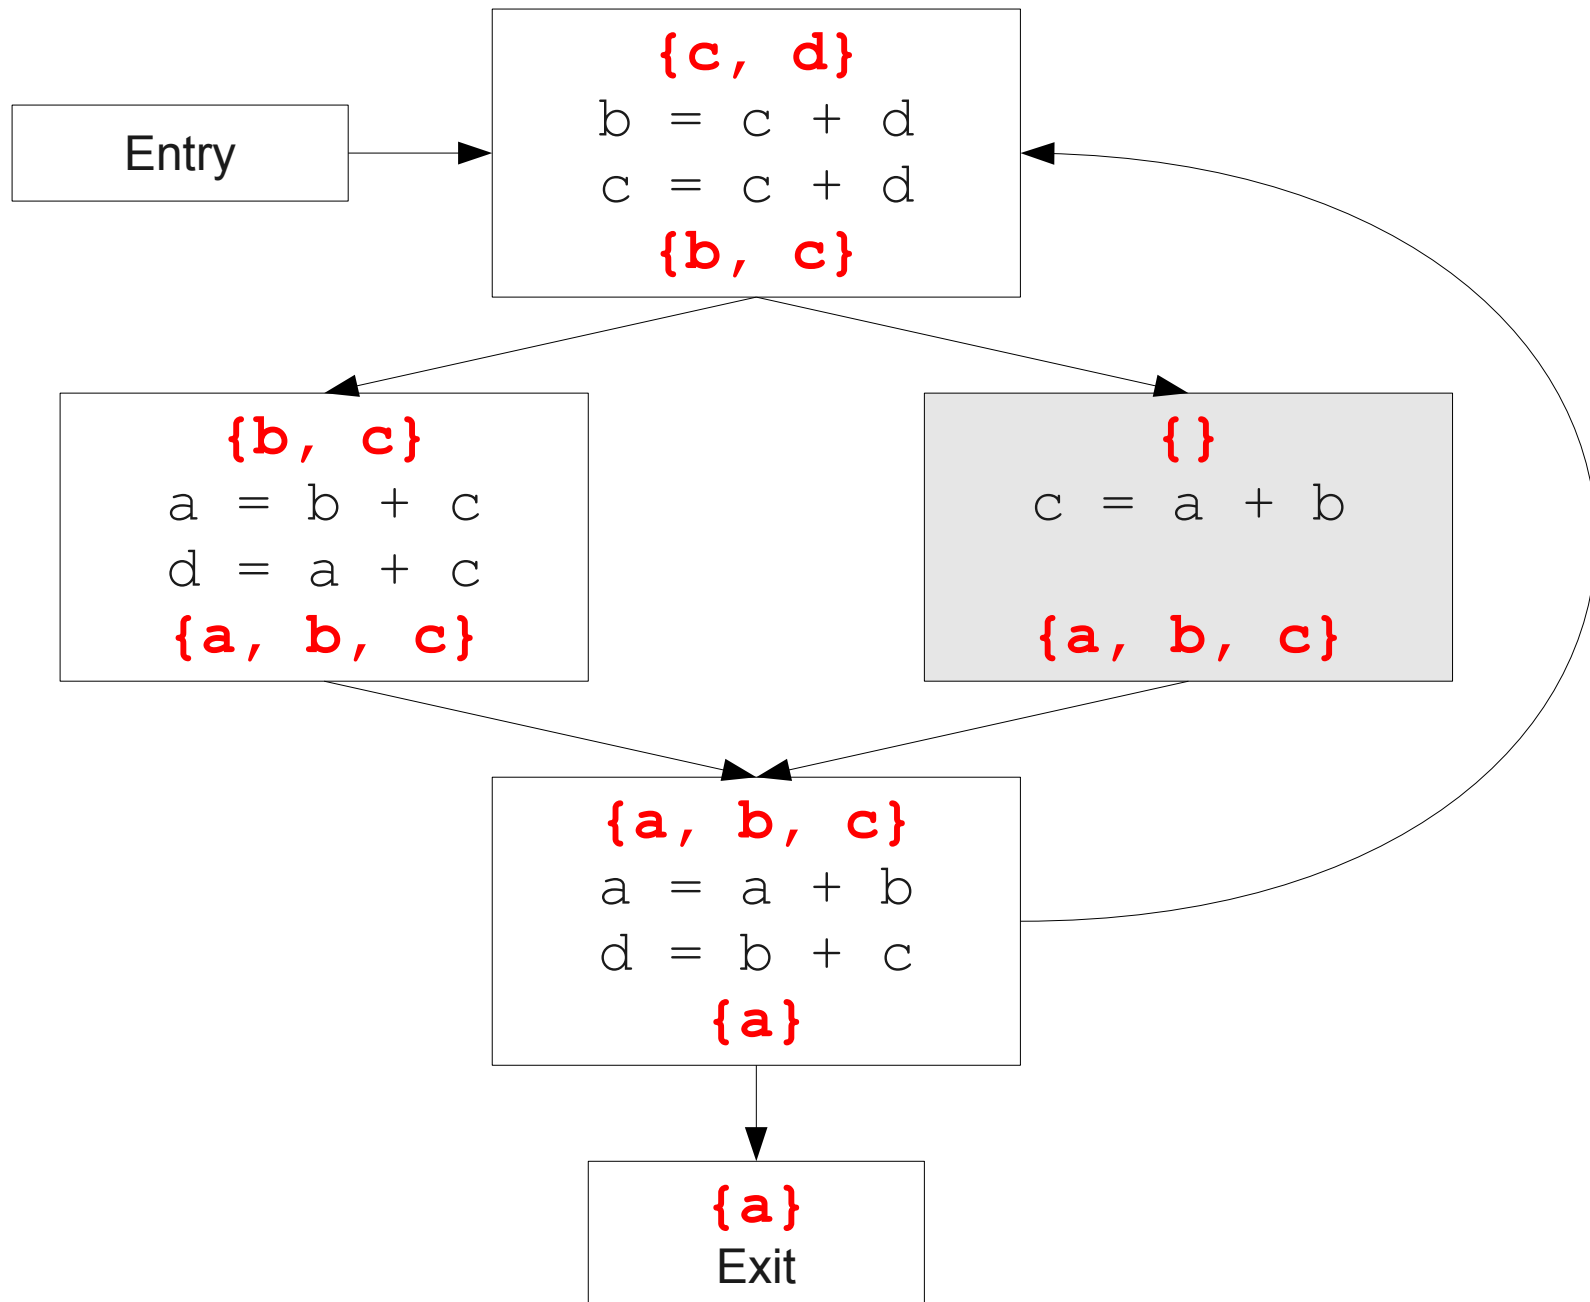 {c, d}
b = c + d
c = c + d
{b, c}
Entry
{b, c}
a = b + c
d = a + c
{a, b, c}
{}
c = a + b
{a, b, c}
{a, b, c}
a = a + b
d = b + c
{a}
{a}
Exit